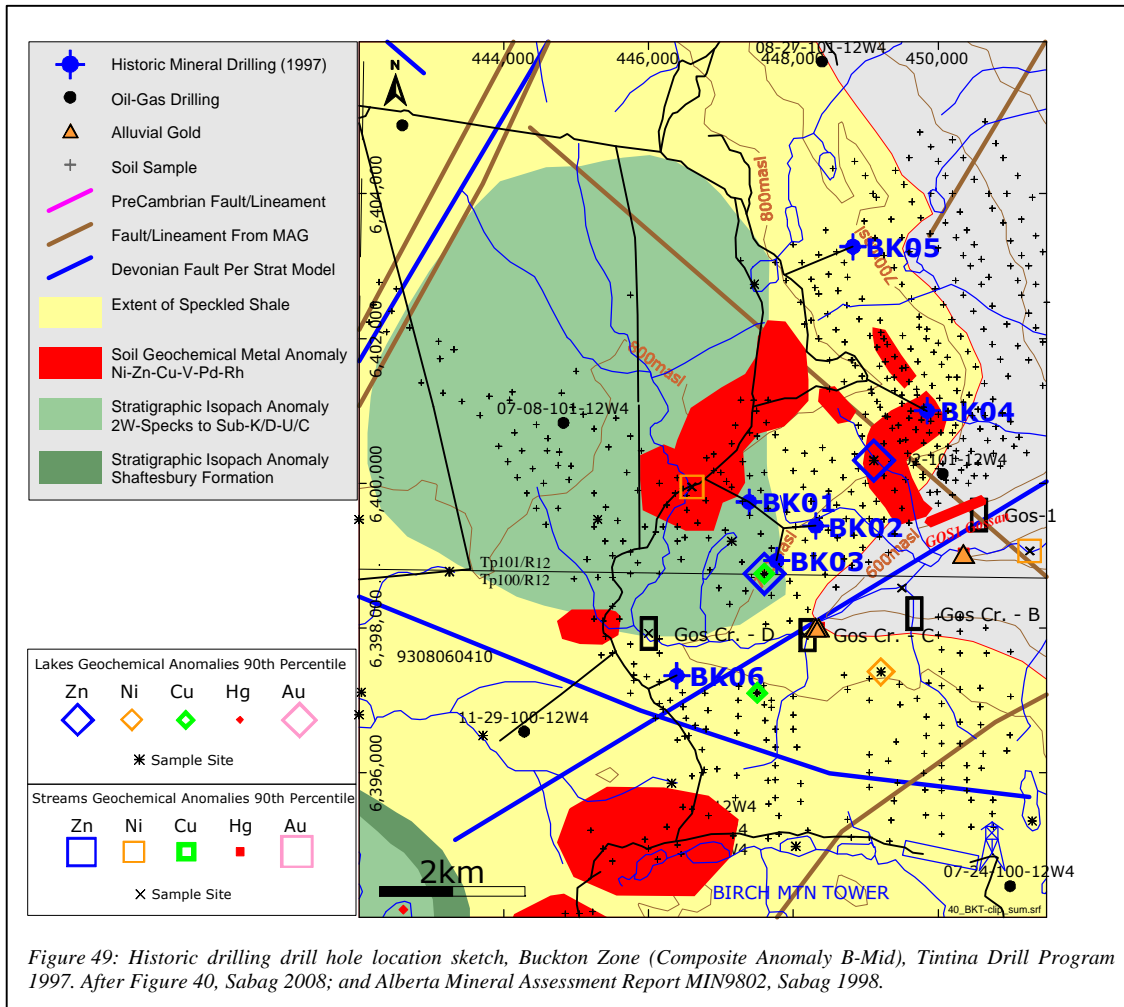 Historic Mineral Drilling (1997)
Oil-Gas Drilling
Alluvial Gold
Soil Sample
PreCambrian Fault/Lineament
Fault/Lineament From MAG
Devonian Fault Per Strat Model
Extent of Speckled Shale
Soil Geochemical Metal Anomaly
Ni-Zn-Cu-V-Pd-Rh
Stratigraphic Isopach Anomaly
2W-Specks to Sub-K/D-U/C
Stratigraphic Isopach Anomaly
Shaftesbury Formation
Lakes Geochemical Anomalies 90th Percentile
Zn Ni Cu Hg Au
Sample Site
Streams Geochemical Anomalies 90th Percentile
Zn Ni Cu Hg Au
Sample Site
08-27-101-12W4
444,000 446,000 448,000 450,000
N
6,404,000
800masl
BK05
6,402,000
800masl
07-08-101-12W4
BK04
2-101-12W4
6,400,000
BK01
BK02
Gos-1
BK03
600masl
Tp101/R12
Tp100/R12
6,398,000
Gos Cr. - D
Gos Cr. - C
Gos Cr. - B
9308060410
BK06
11-29-100-12W4
6,396,000
2km
BIRCH MTN TOWER
07-24-100-12W4
40_BKT-clip_sum.srf
Figure 49: Historic drilling drill hole location sketch, Buckton Zone (Composite Anomaly B-Mid), Tintina Drill Program
1997. After Figure 40, Sabag 2008; and Alberta Mineral Assessment Report MIN9802, Sabag 1998.